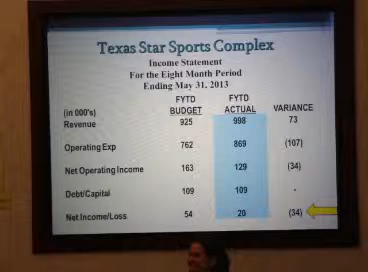 Texas Star Sports Complex
Income Statement
For the Eight Month Period
Ending May 31, 2013
FYTD FYTD
(in 000's) BUDGET ACTUAL VARIANCE
Revenue 925 998 73
Operating Exp 762 869 (107)
Net Operating Income 163 129 (34)
Debt/Capital 109 109 -
Net Income/Loss 54 20 (34)